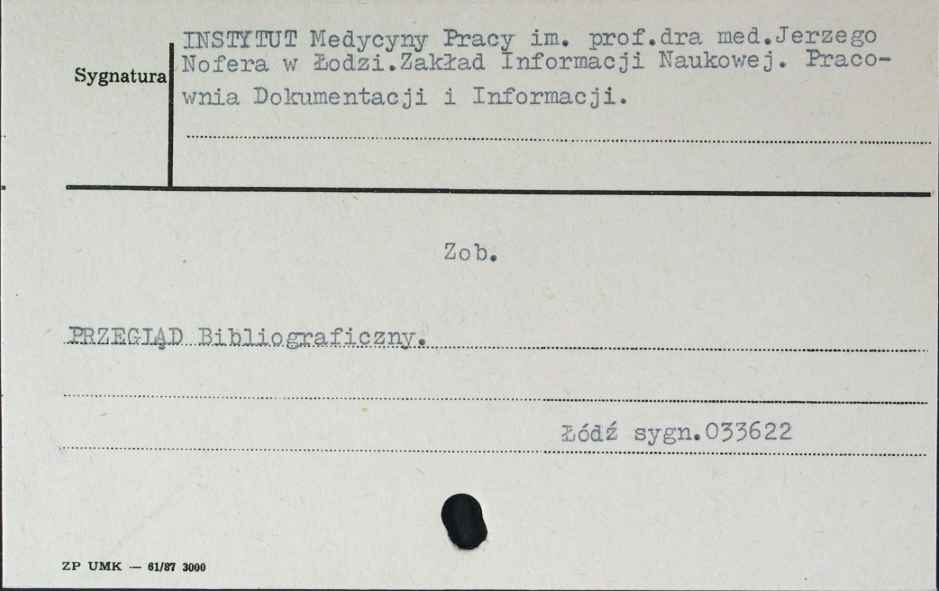 INSTYTUT Medycyny Pracy im. prof.dra med.Jerzego
Sygnatura
Nofera w Łodzi.Zakład Informacji Naukowej. Praco-
wnia Dokumentacji i Informacji.
Zob.
PRZEGLĄD Bibliograficzny.
Łódź sygn.033622
ZP UMK — 61/87 3000